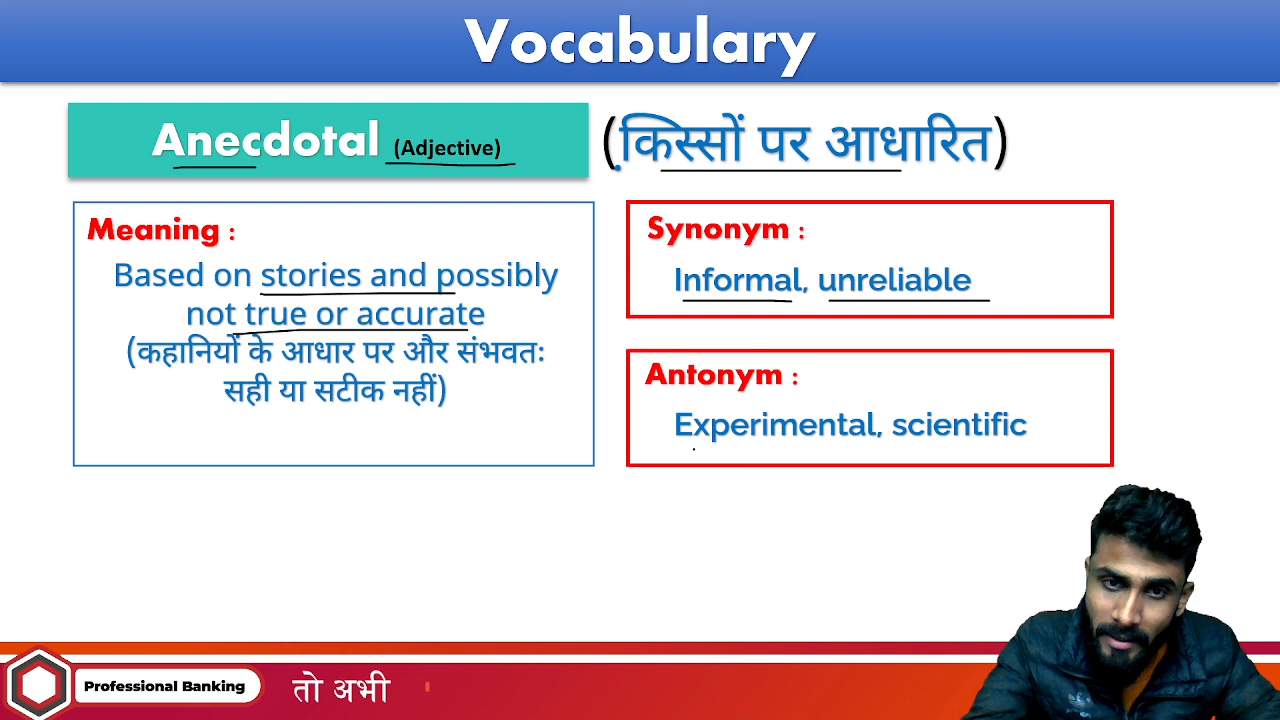 Vocabulary
Anecdotal (Adjective)
(किस्सों पर आधारित)
Meaning :
Based on stories and possibly
not true or accurate
(कहानियों के आधार पर और संभवतः
सही या सटीक नहीं)
Synonym :
Informal, unreliable
Antonym :
Experimental, scientific
Professional Banking
तो अभी